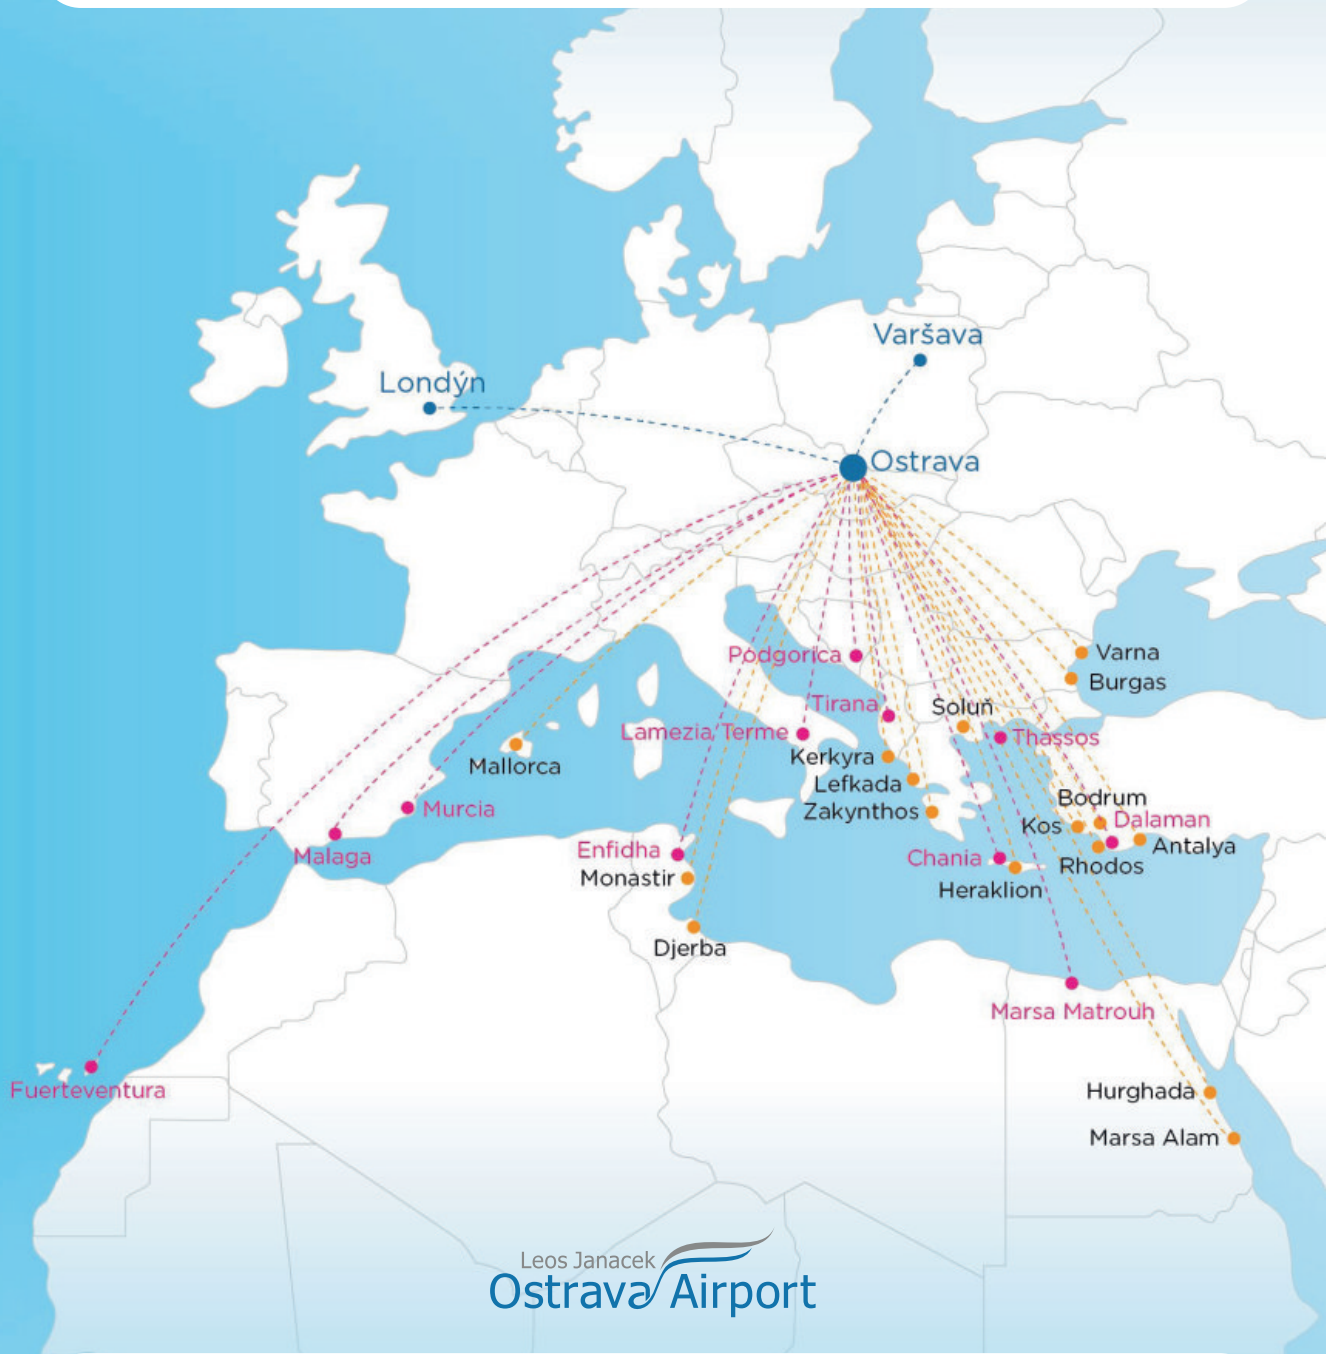 Varšava
Londýn
Ostrava
Varna
Podgorica
Burgas
Tirana
Soluň
Lamezia Terme
Thassos
Kerkyra
Mallorca
Lefkada
Bodrum
Murcia
Zakynthos
Kos
Dalaman
Antalya
Malaga
Enfidha
Chania
Rhodos
Monastir
Heraklion
Djerba
Marsa Matrouh
Fuerteventura
Hurghada
Marsa Alam
Leos Janacek
Ostrava Airport